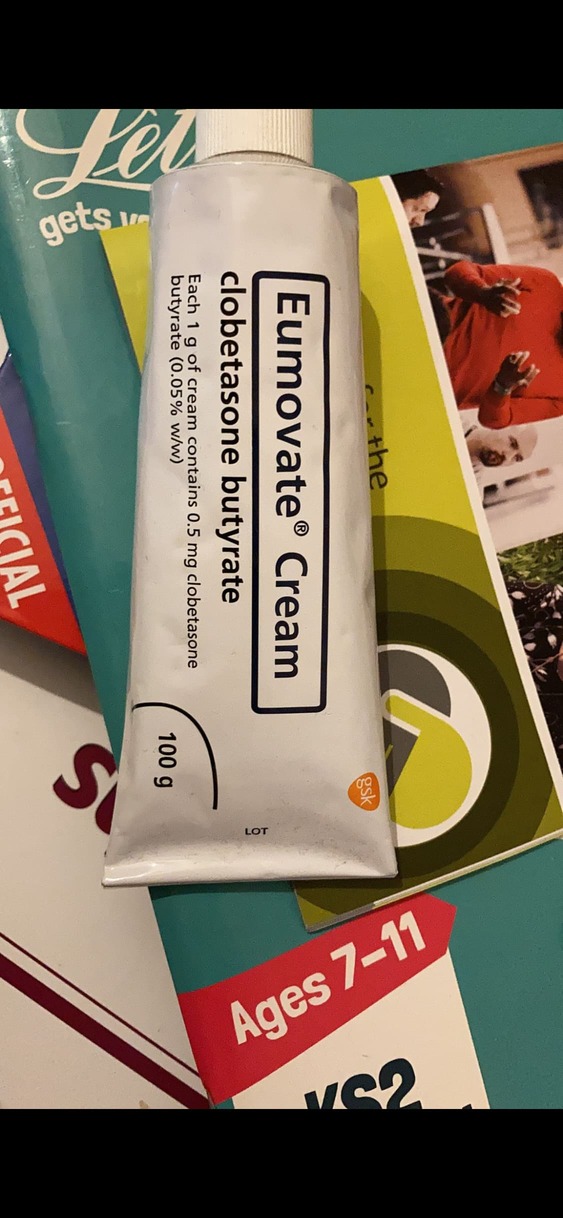 Let
gets
Eumovate® Cream
clobetasone butyrate
Each 1 g of cream contains 0.5 mg clobetasone
butyrate (0.05% w/w)
100 g
gsk
LOT
for the
OFFICIAL
Ages 7–11
KS2